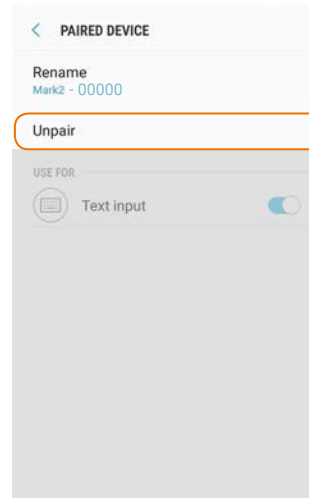 PAIRED DEVICE
Rename
Mark2 - 00000
Unpair
USE FOR
Text input